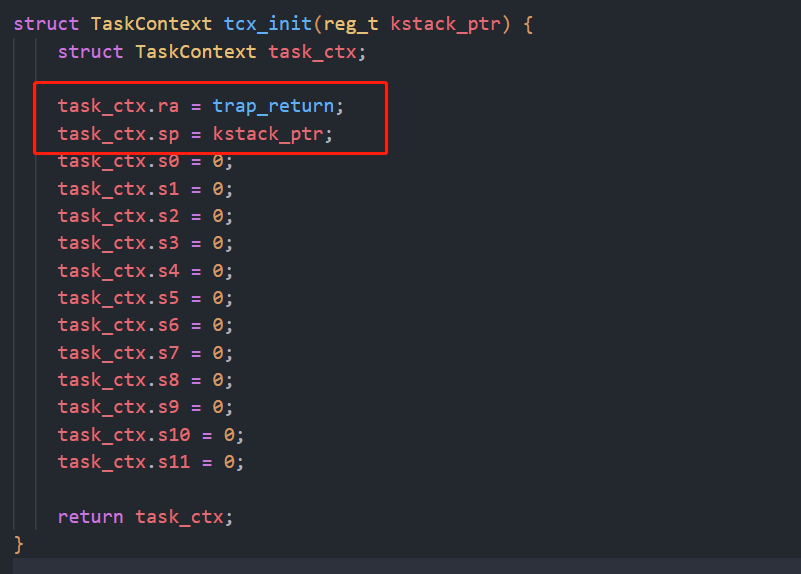 struct TaskContext tcx_init(reg_t kstack_ptr) {
struct TaskContext task_ctx;
task_ctx.ra = trap_return;
task_ctx.sp = kstack_ptr;
task_ctx.s0 = 0;
task_ctx.s1 = 0;
task_ctx.s2 = 0;
task_ctx.s3 = 0;
task_ctx.s4 = 0;
task_ctx.s5 = 0;
task_ctx.s6 = 0;
task_ctx.s7 = 0;
task_ctx.s8 = 0;
task_ctx.s9 = 0;
task_ctx.s10 = 0;
task_ctx.s11 = 0;
return task_ctx;
}